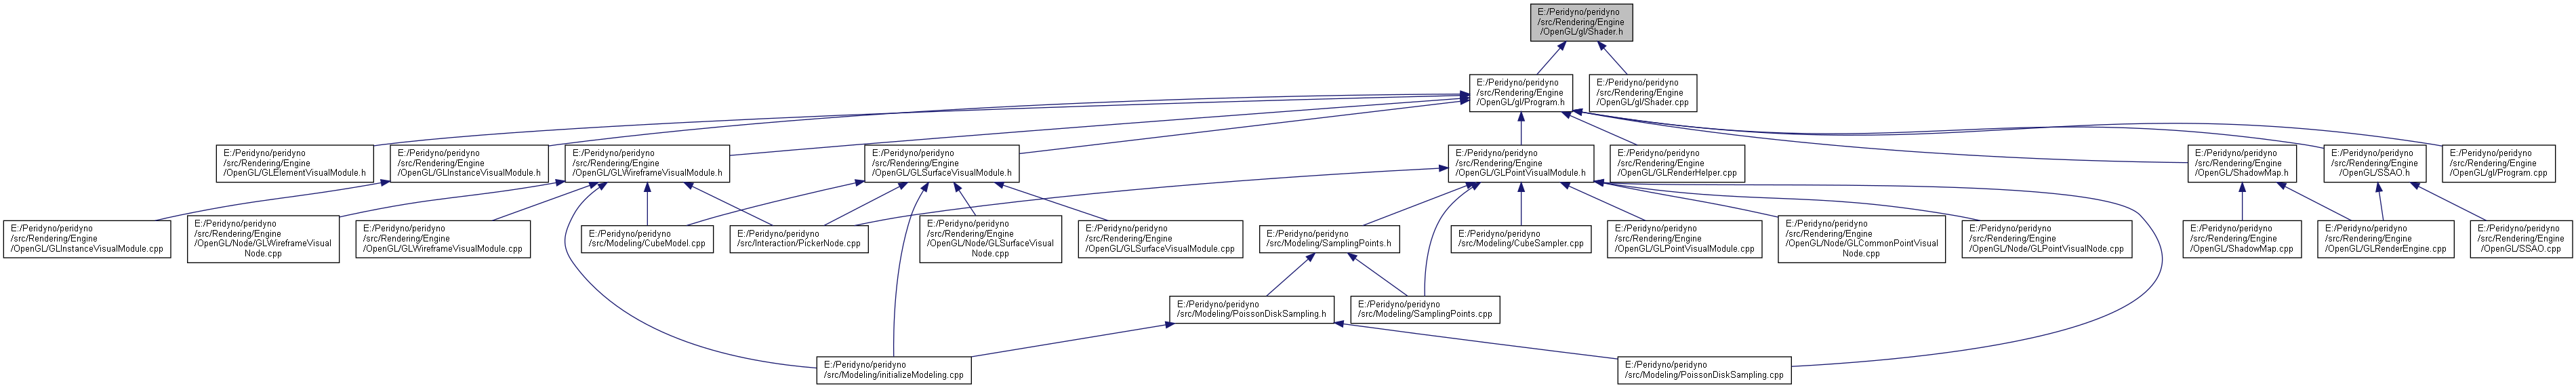 E:/Peridyno/peridyno
/src/Rendering/Engine
/OpenGL/gl/Shader.h
E:/Peridyno/peridyno
/src/Rendering/Engine
/OpenGL/gl/Program.h
E:/Peridyno/peridyno
/src/Rendering/Engine
/OpenGL/gl/Shader.cpp
E:/Peridyno/peridyno
/src/Rendering/Engine
/OpenGL/GLElementVisualModule.h
E:/Peridyno/peridyno
/src/Rendering/Engine
/OpenGL/GLInstanceVisualModule.h
E:/Peridyno/peridyno
/src/Rendering/Engine
/OpenGL/GLWireframeVisualModule.h
E:/Peridyno/peridyno
/src/Rendering/Engine
/OpenGL/GLSurfaceVisualModule.h
E:/Peridyno/peridyno
/src/Rendering/Engine
/OpenGL/GLPointVisualModule.h
E:/Peridyno/peridyno
/src/Rendering/Engine
/OpenGL/GLRenderHelper.cpp
E:/Peridyno/peridyno
/src/Rendering/Engine
/OpenGL/ShadowMap.h
E:/Peridyno/peridyno
/src/Rendering/Engine
/OpenGL/SSAO.h
E:/Peridyno/peridyno
/src/Rendering/Engine
/OpenGL/gl/Program.cpp
E:/Peridyno/peridyno
/src/Rendering/Engine
/OpenGL/GLInstanceVisualModule.cpp
E:/Peridyno/peridyno
/src/Rendering/Engine
/OpenGL/Node/GLWireframeVisual
Node.cpp
E:/Peridyno/peridyno
/src/Rendering/Engine
/OpenGL/GLWireframeVisualModule.cpp
E:/Peridyno/peridyno
/src/Modeling/CubeModel.cpp
E:/Peridyno/peridyno
/src/Interaction/PickerNode.cpp
E:/Peridyno/peridyno
/src/Rendering/Engine
/OpenGL/Node/GLSurfaceVisual
Node.cpp
E:/Peridyno/peridyno
/src/Rendering/Engine
/OpenGL/GLSurfaceVisualModule.cpp
E:/Peridyno/peridyno
/src/Modeling/SamplingPoints.h
E:/Peridyno/peridyno
/src/Modeling/CubeSampler.cpp
E:/Peridyno/peridyno
/src/Rendering/Engine
/OpenGL/GLPointVisualModule.cpp
E:/Peridyno/peridyno
/src/Rendering/Engine
/OpenGL/Node/GLCommonPointVisual
Node.cpp
E:/Peridyno/peridyno
/src/Rendering/Engine
/OpenGL/Node/GLPointVisualNode.cpp
E:/Peridyno/peridyno
/src/Rendering/Engine
/OpenGL/ShadowMap.cpp
E:/Peridyno/peridyno
/src/Rendering/Engine
/OpenGL/GLRenderEngine.cpp
E:/Peridyno/peridyno
/src/Rendering/Engine
/OpenGL/SSAO.cpp
E:/Peridyno/peridyno
/src/Modeling/PoissonDiskSampling.h
E:/Peridyno/peridyno
/src/Modeling/SamplingPoints.cpp
E:/Peridyno/peridyno
/src/Modeling/initializeModeling.cpp
E:/Peridyno/peridyno
/src/Modeling/PoissonDiskSampling.cpp